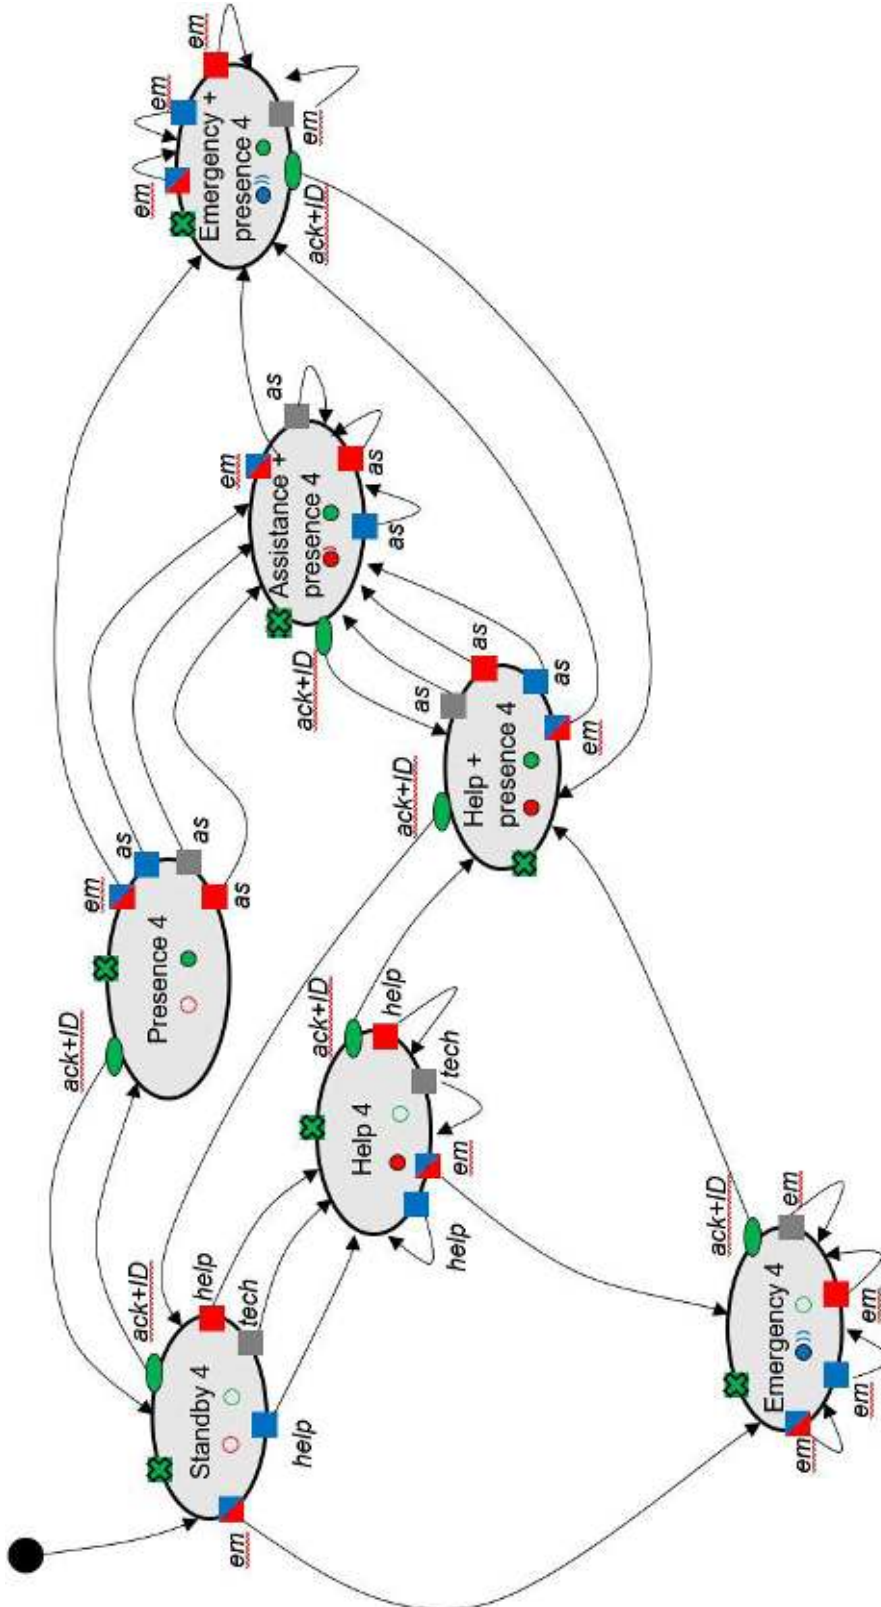 ack+ID
Standby 4
help
tech
help
em
ack+ID
Presence 4
em
as
as
as
ack+ID
Help 4
help
tech
em
help
ack+ID
Emergency 4
em
em
em
em
ack+ID
Help +
presence 4
as
as
as
em
ack+ID
Assistance +
presence 4
em
as
as
as
em
em
em
Emergency +
presence 4
em
ack+ID